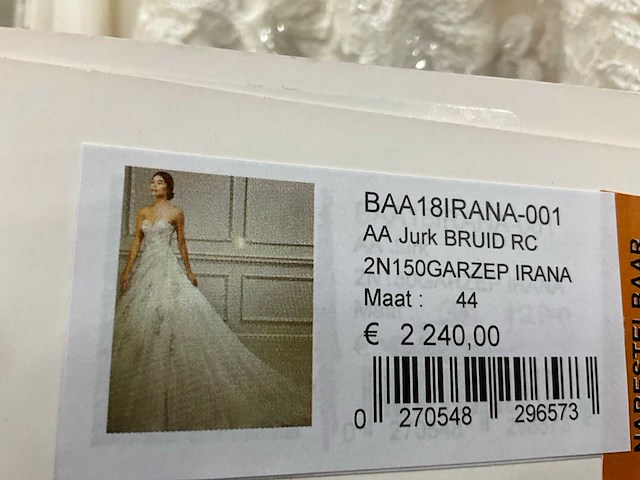 BAA18IRANA-001
AA Jurk BRUID RC
2N150GARZEP IRANA
Maat : 44
€ 2 240,00
0 270548 296573
NABESTELBAAR